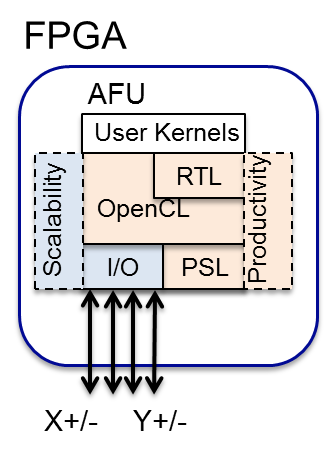 FPGA
AFU
User Kernels
Scalability
RTL
OpenCL
Productivity
I/O
PSL
X+/-
Y+/-